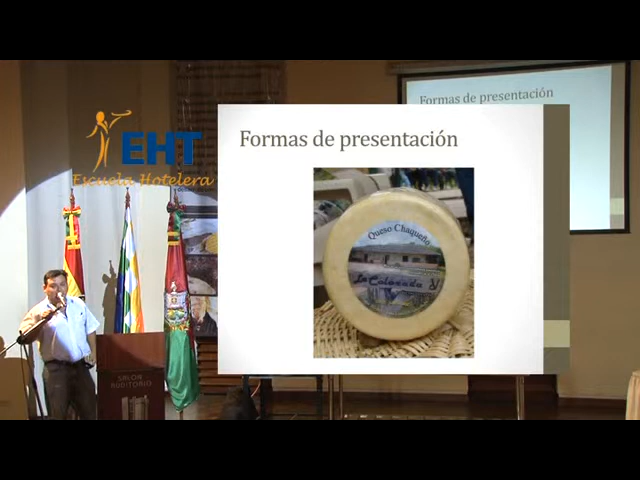 Formas de presentación
Formas de presentación
EHT
Escuela Hotelera
Queso Chaqueño
La Colorada
SALON
AUDITORIO